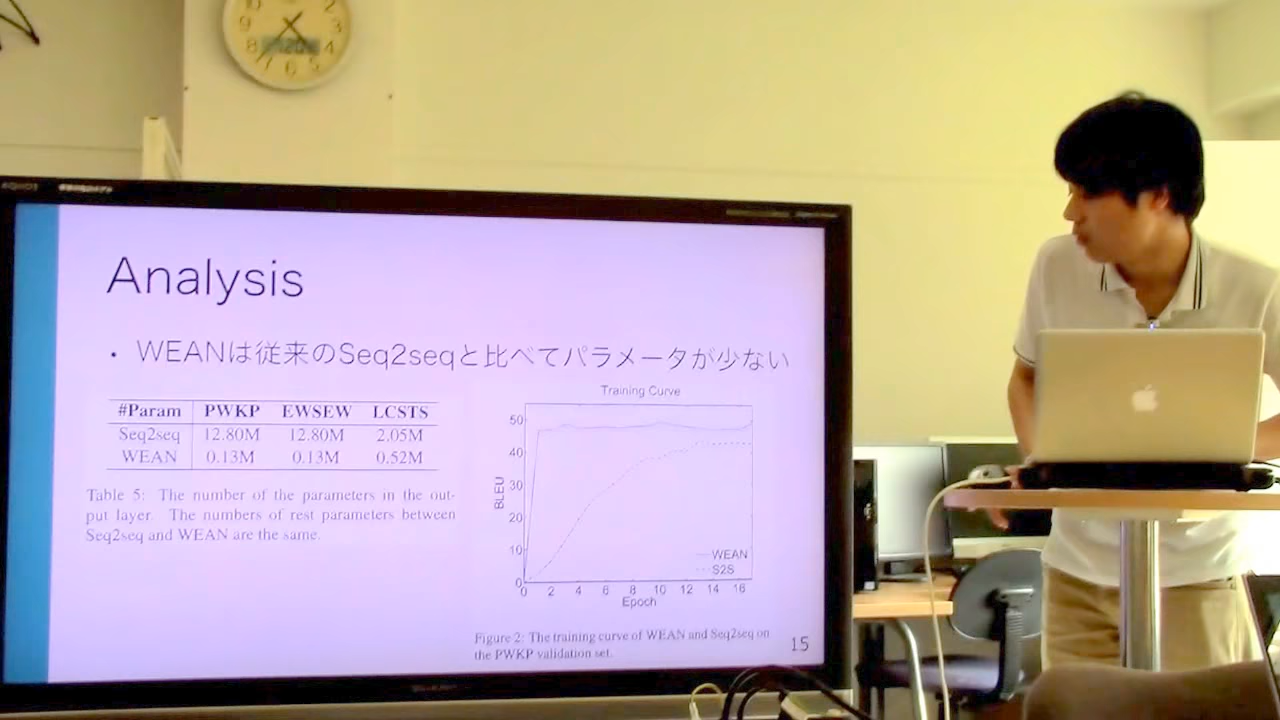 AQUOS
Analysis
・ WEANは従来のSeq2seqと比べてパラメータが少ない
#Param PWKP EWSEW LCSTS
Seq2seq 12.80M 12.80M 2.05M
WEAN 0.13M 0.13M 0.52M
Table 5: The number of the parameters in the out-
put layer. The numbers of rest parameters between
Seq2seq and WEAN are the same.
Training Curve
50
40
30
20
10
0
BLEU
WEAN
S2S
0 2 4 6 8 10 12 14 16
Epoch
Figure 2: The training curve of WEAN and Seq2seq on
the PWKP validation set.
15